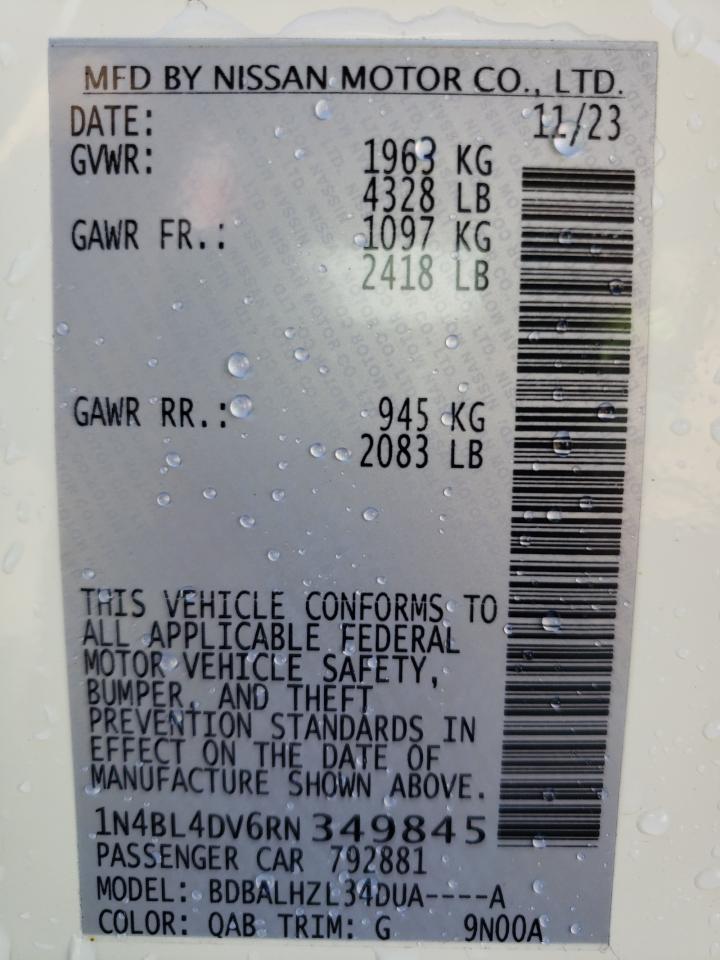 MFD BY NISSAN MOTOR CO., LTD.
DATE: 11/23
GVWR: 1963 KG
4328 LB
GAWR FR.: 1097 KG
2418 LB
GAWR RR.: 945 KG
2083 LB
THIS VEHICLE CONFORMS TO
ALL APPLICABLE FEDERAL
MOTOR VEHICLE SAFETY,
BUMPER, AND THEFT
PREVENTION STANDARDS IN
EFFECT ON THE DATE OF
MANUFACTURE SHOWN ABOVE.
1N4BL4DV6RN 349845
PASSENGER CAR 792881
MODEL: BDBALHZL34DUA----A
COLOR: QAB TRIM: G 9N00A